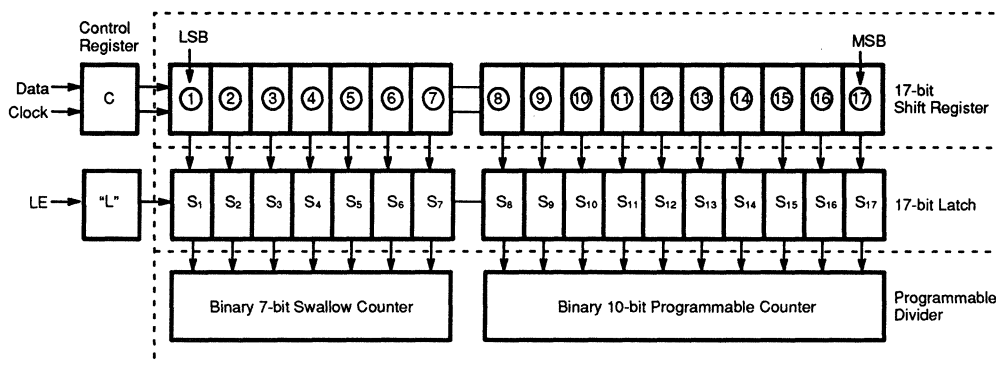 Control
Register
LSB
MSB
Data
Clock
C
1 2 3 4 5 6 7 8 9 10 11 12 13 14 15 16 17
17-bit
Shift Register
LE
"L"
S1 S2 S3 S4 S5 S6 S7 S8 S9 S10 S11 S12 S13 S14 S15 S16 S17
17-bit Latch
Binary 7-bit Swallow Counter
Binary 10-bit Programmable Counter
Programmable
Divider